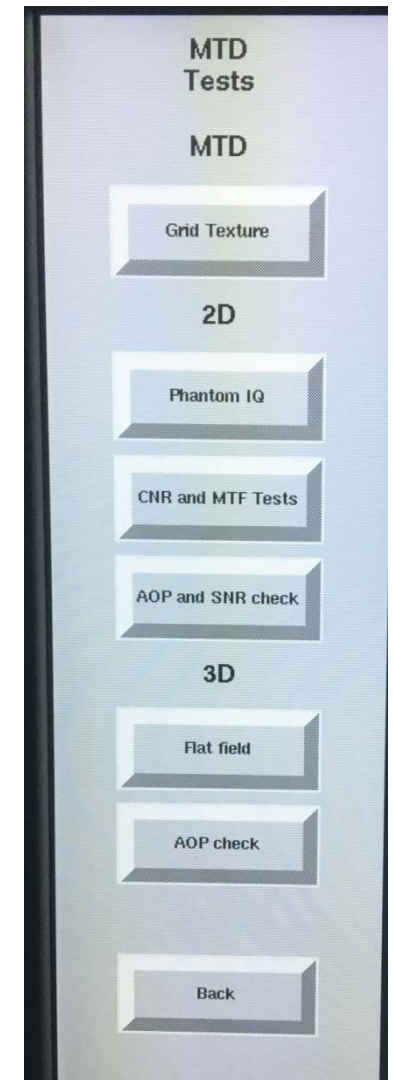 MTD
Tests
MTD
Grid Texture
2D
Phantom IQ
CNR and MTF Tests
AOP and SNR check
3D
Flat field
AOP check
Back